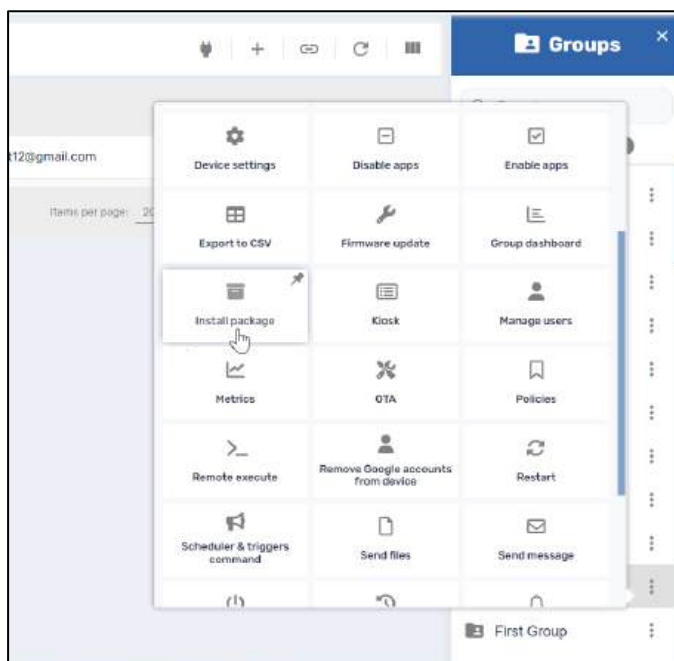 Groups
t12@gmail.com
Items per page: 20
Device settings
Disable apps
Enable apps
Export to CSV
Firmware update
Group dashboard
Install package
Kiosk
Manage users
Metrics
OTA
Policies
Remote execute
Remove Google accounts
from device
Restart
Scheduler & triggers
command
Send files
Send message
First Group